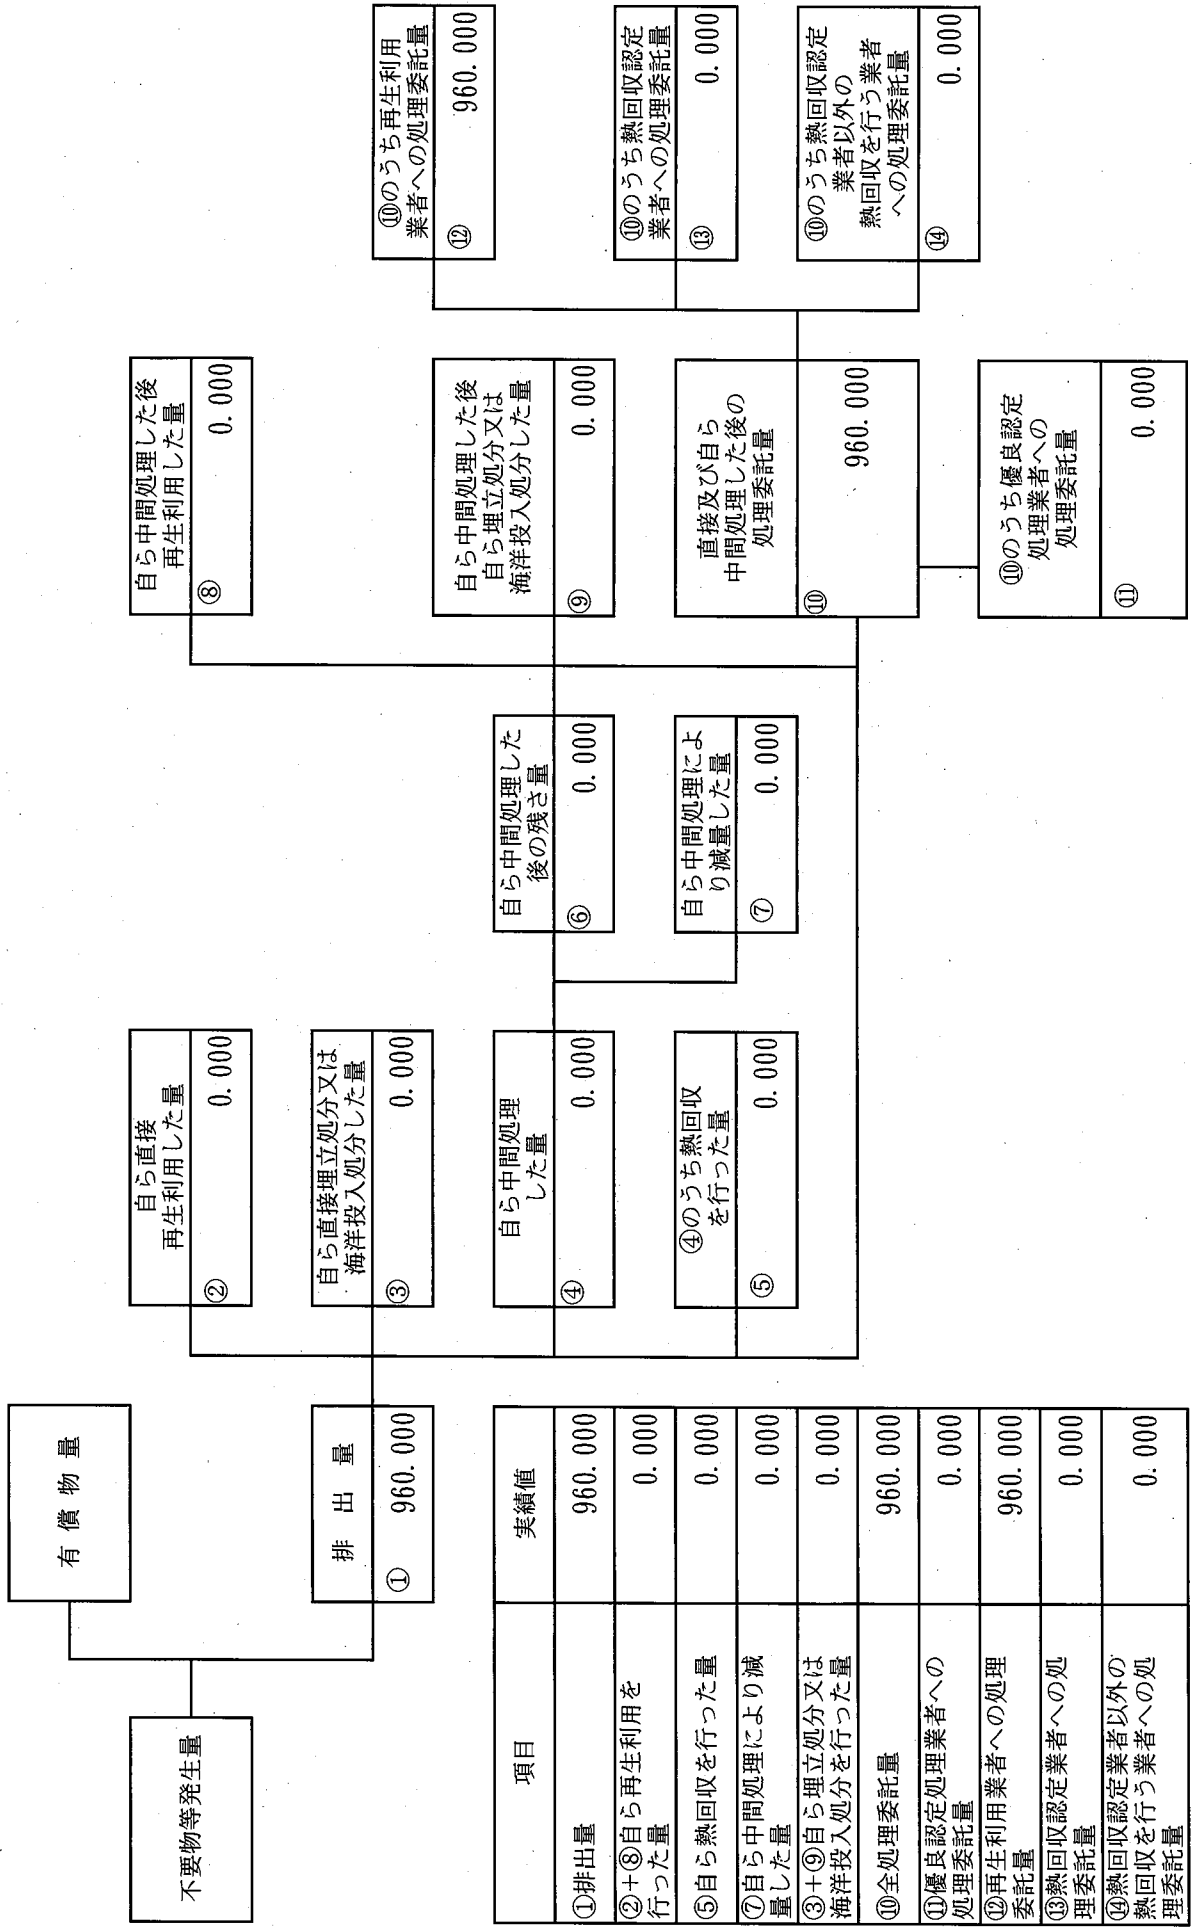 不要物等発生量
有償物量
排出量
① 960.000
自ら直接
再生利用した量
② 0.000
自ら直接埋立処分又は
海洋投入処分した量
③ 0.000
自ら中間処理
した量
④ 0.000
④のうち熱回収
を行った量
⑤ 0.000
自ら中間処理した
後の残さ量
⑥ 0.000
自ら中間処理によ
り減量した量
⑦ 0.000
自ら中間処理した後
再生利用した量
⑧ 0.000
自ら中間処理した後
自ら埋立処分又は
海洋投入処分した量
⑨ 0.000
直接及び自ら
中間処理した後の
処理委託量
⑩ 960.000
⑩のうち優良認定
処理業者への
処理委託量
⑪ 0.000
⑩のうち再生利用
業者への処理委託量
⑫ 960.000
⑩のうち熱回収認定
業者への処理委託量
⑬ 0.000
⑩のうち熱回収認定
業者以外の
熱回収を行う業者
への処理委託量
⑭ 0.000
項目 実績値
①排出量 960.000
②+⑧自ら再生利用を
行った量 0.000
⑤自ら熱回収を行った量 0.000
⑦自ら中間処理により減
量した量 0.000
③+⑨自ら埋立処分又は
海洋投入処分を行った量 0.000
⑩全処理委託量 960.000
⑪優良認定処理業者への
処理委託量 0.000
⑫再生利用業者への処理
委託量 960.000
⑬熱回収認定業者への処
理委託量 0.000
⑭熱回収認定業者以外の
熱回収を行う業者への処
理委託量 0.000